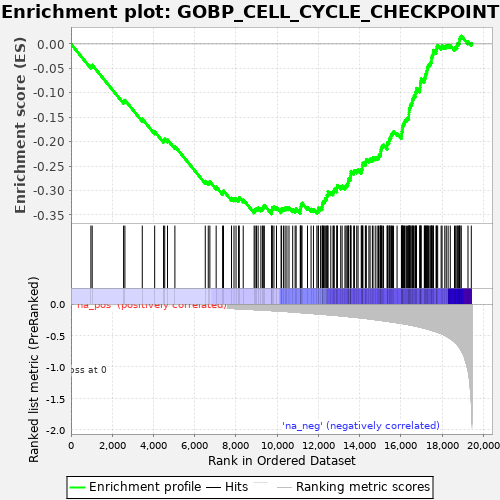 Enrichment plot: GOBP_CELL_CYCLE_CHECKPOINT
Enrichment score (ES)
0.00
-0.05
-0.10
-0.15
-0.20
-0.25
-0.30
-0.35
Ranked list metric (PreRanked)
'na_pos' (positively correlated)
0.0
-0.5
oss at 0
-1.0
-1.5
'na_neg' (negatively correlated)
-2.0
0 2,000 4,000 6,000 8,000 10,000 12,000 14,000 16,000 18,000 20,000
Rank in Ordered Dataset
Enrichment profile Hits Ranking metric scores